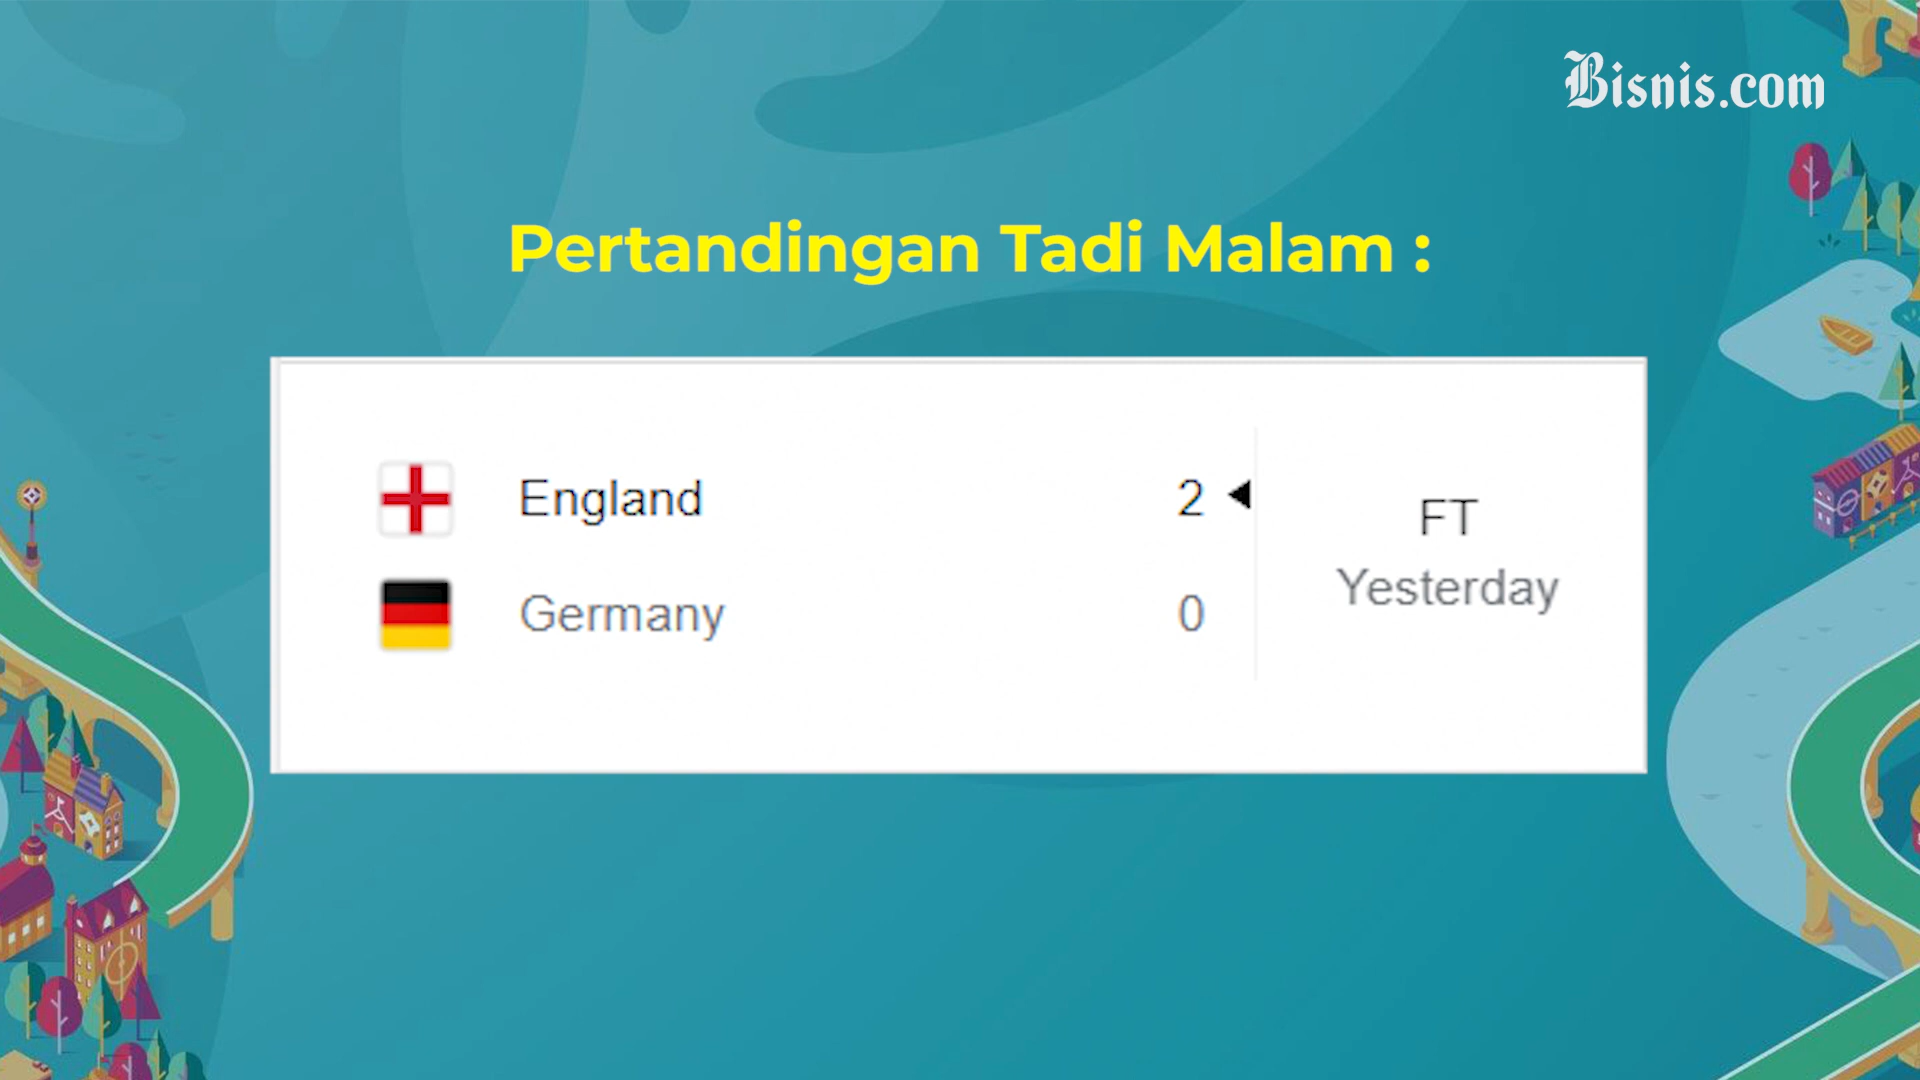 Bisnis.com
Pertandingan Tadi Malam :
England 2
Germany 0
FT
Yesterday